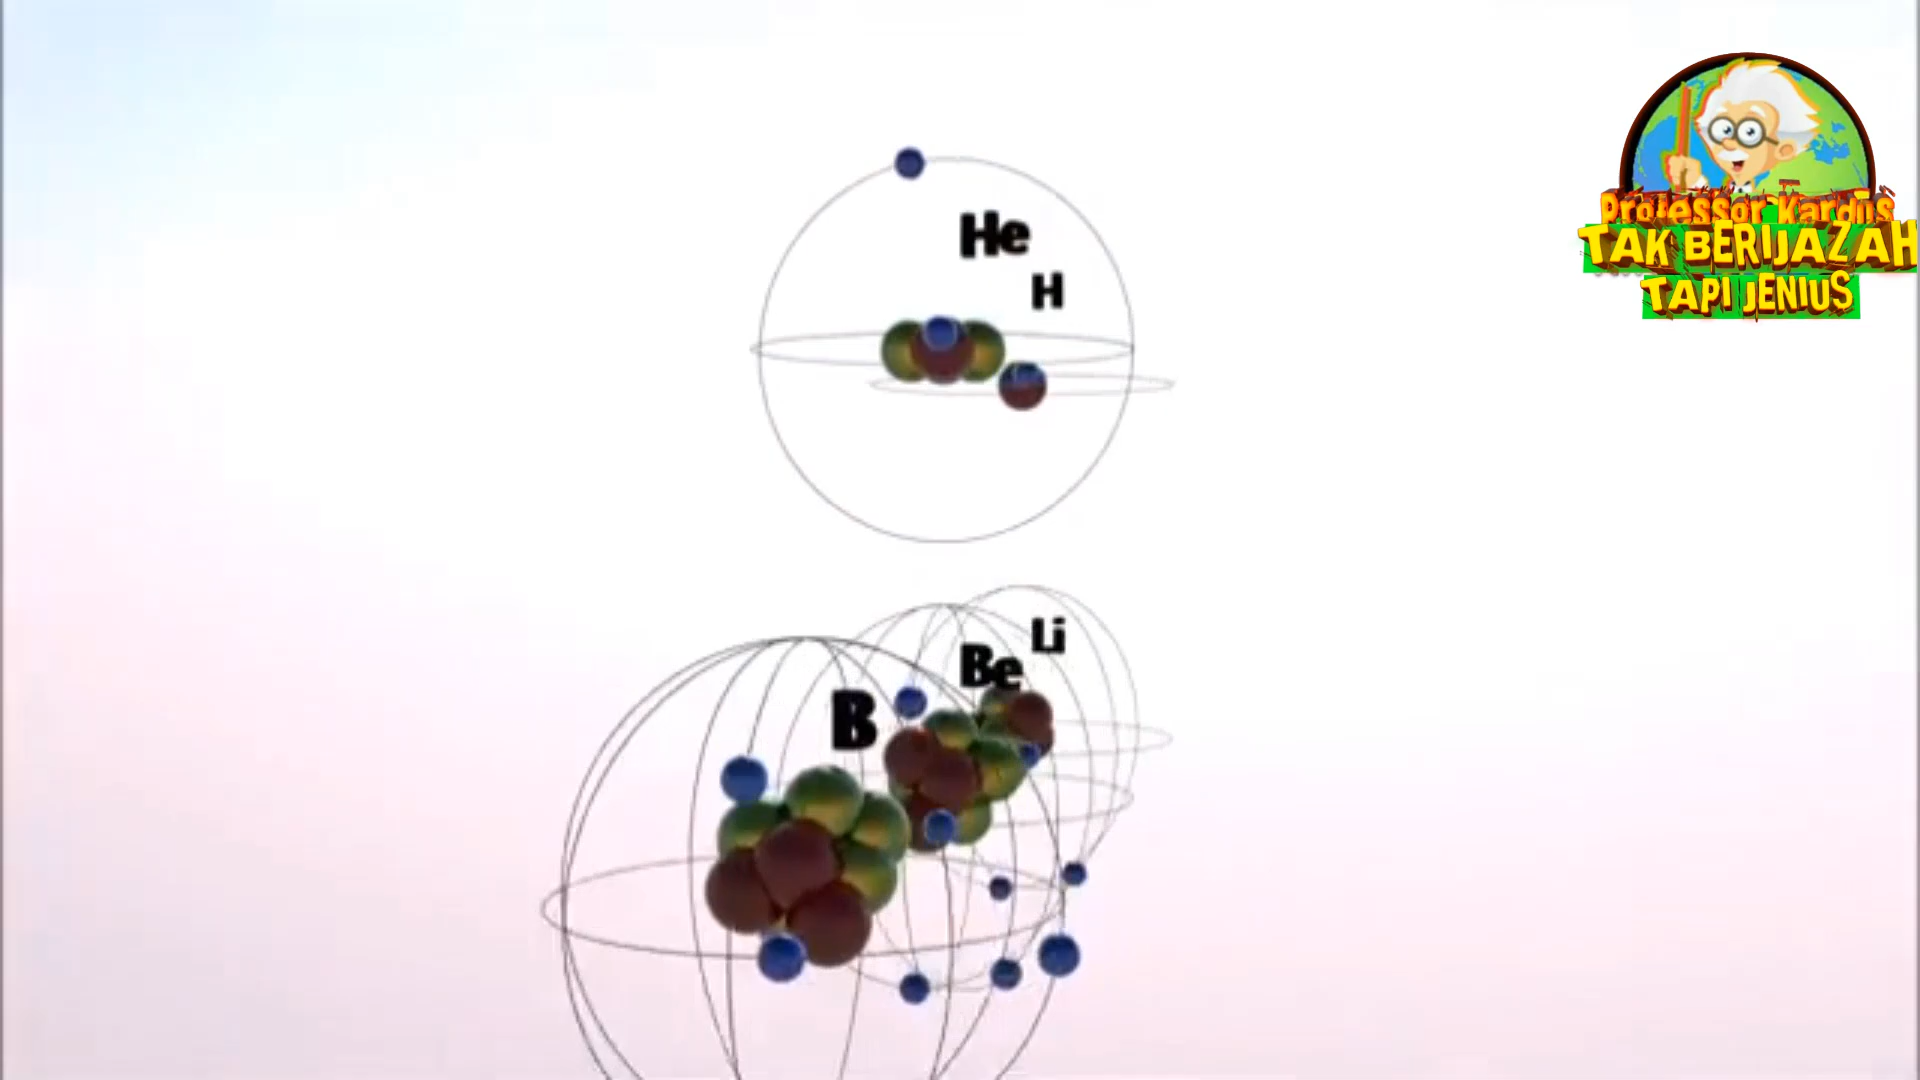 He
H
Li
Be
B
Professor Kardus
TAK BERIJAZAH
TAPI JENIUS